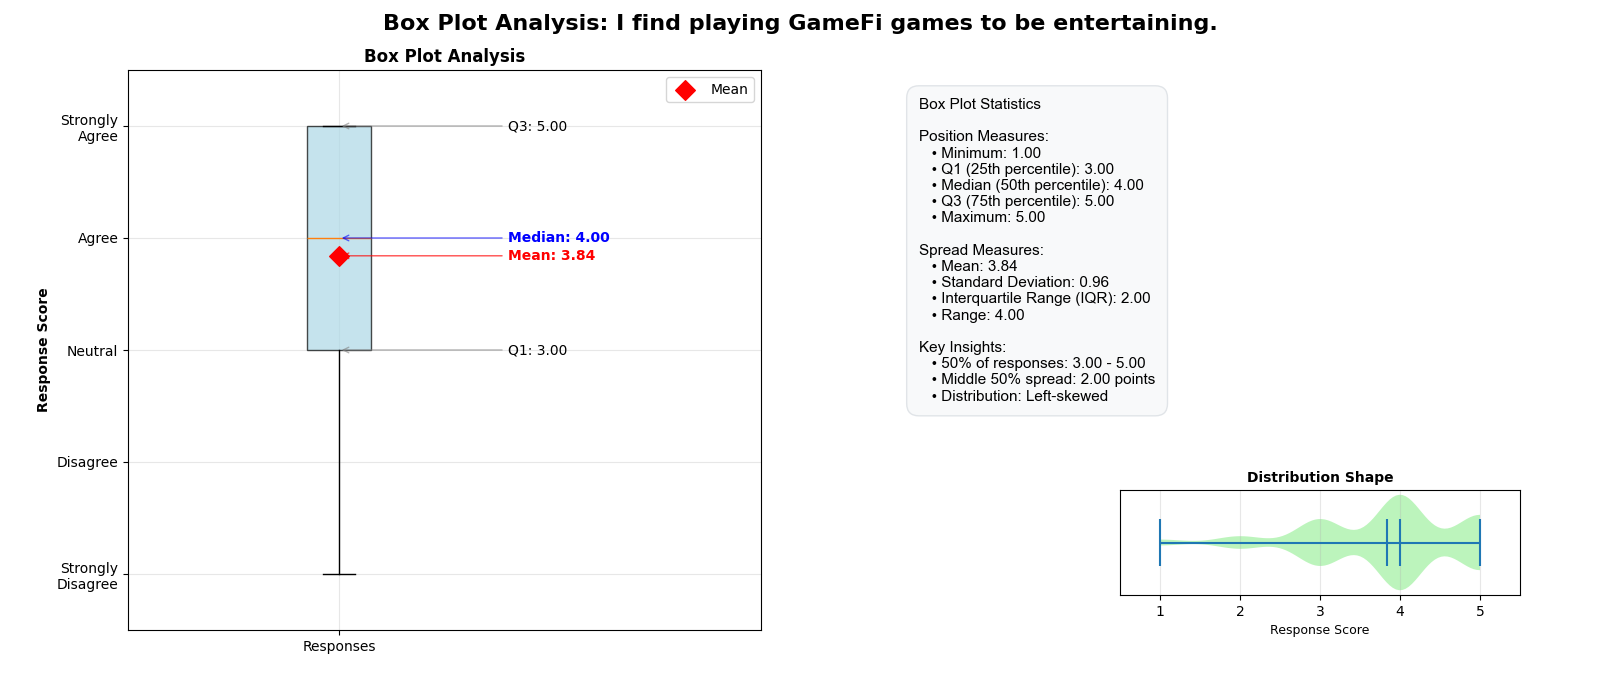 Box Plot Analysis: I find playing GameFi games to be entertaining.
Box Plot Analysis
Mean
Response Score
Strongly
Agree
Agree
Neutral
Disagree
Strongly
Disagree
Q3: 5.00
Median: 4.00
Mean: 3.84
Q1: 3.00
Responses
Box Plot Statistics
Position Measures:
• Minimum: 1.00
• Q1 (25th percentile): 3.00
• Median (50th percentile): 4.00
• Q3 (75th percentile): 5.00
• Maximum: 5.00
Spread Measures:
• Mean: 3.84
• Standard Deviation: 0.96
• Interquartile Range (IQR): 2.00
• Range: 4.00
Key Insights:
• 50% of responses: 3.00 - 5.00
• Middle 50% spread: 2.00 points
• Distribution: Left-skewed
Distribution Shape
1 2 3 4 5
Response Score